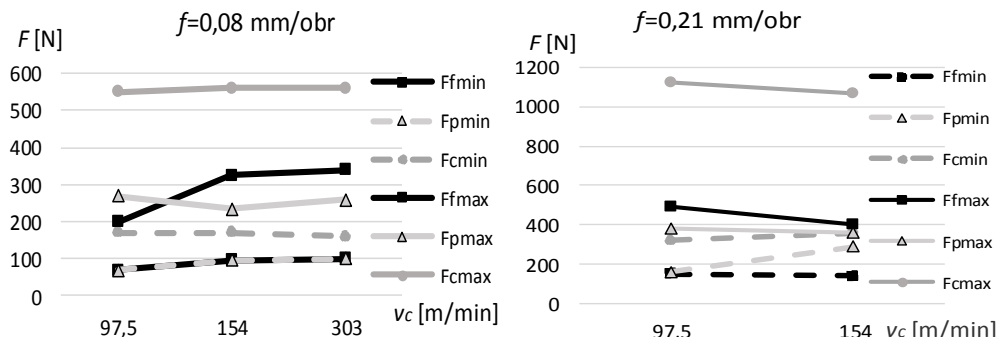 f=0,08 mm/obr
F [N]
600
500
400
300
200
100
0
97,5
154
303
vc [m/min]
Ffmin
Fpmin
Fcmin
Ffmax
Fpmax
Fcmax
f=0,21 mm/obr
F [N]
1200
1000
800
600
400
200
0
97,5
154
vc [m/min]
Ffmin
Fpmin
Fcmin
Ffmax
Fpmax
Fcmax